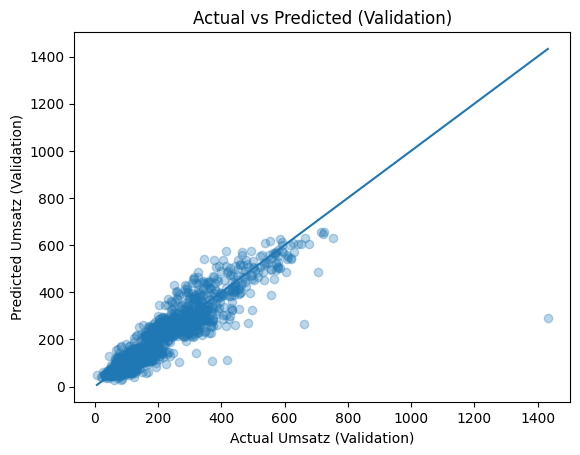 Actual vs Predicted (Validation)
Predicted Umsatz (Validation)
1400
1200
1000
800
600
400
200
0
0 200 400 600 800 1000 1200 1400
Actual Umsatz (Validation)